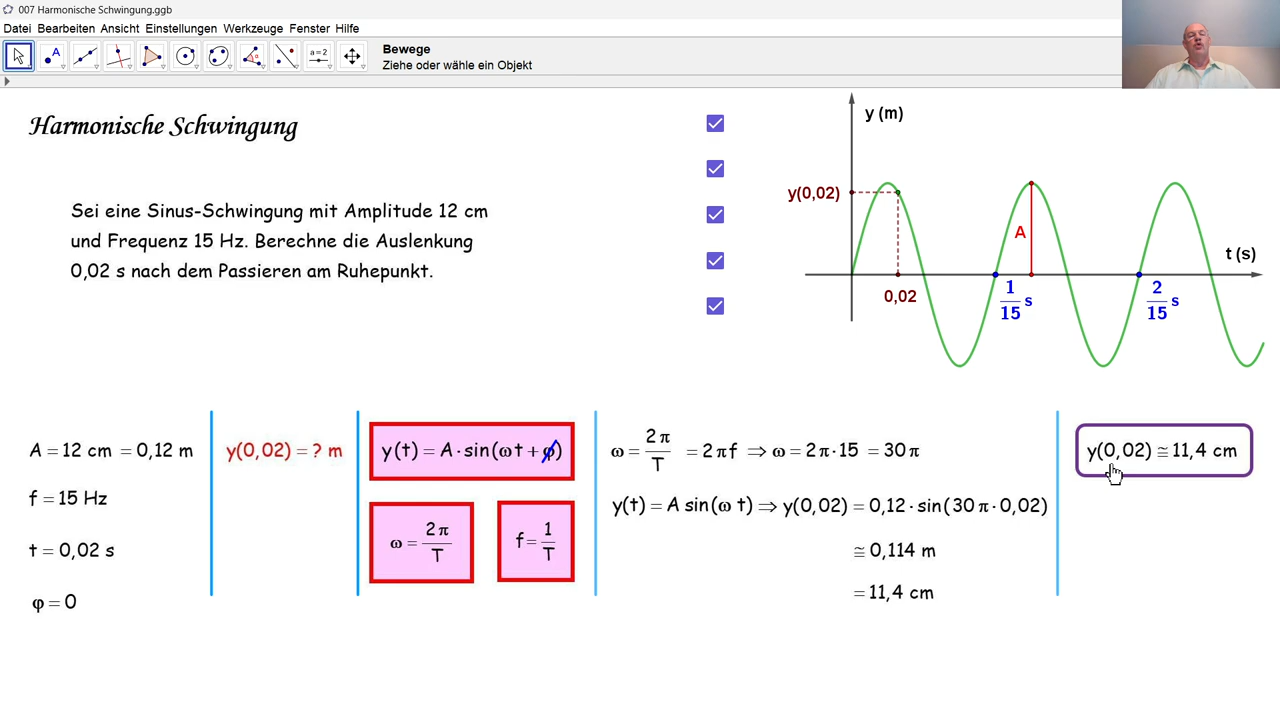 007 Harmonische Schwingung.ggb
Datei Bearbeiten Ansicht Einstellungen Werkzeuge Fenster Hilfe
A
a=2
Bewege
Ziehe oder wähle ein Objekt
Harmonische Schwingung
Sei eine Sinus-Schwingung mit Amplitude 12 cm
und Frequenz 15 Hz. Berechne die Auslenkung
0,02 s nach dem Passieren am Ruhepunkt.
y (m)
y(0,02)
A
t (s)
0,02
1/15 s
2/15 s
A = 12 cm = 0,12 m
f = 15 Hz
t = 0,02 s
φ = 0
y(0,02) = ? m
y(t) = A · sin(ωt + φ)
ω = 2π/T
f = 1/T
ω = 2π/T = 2πf ⇒ ω = 2π · 15 = 30π
y(t) = A sin(ω t) ⇒ y(0,02) = 0,12 · sin(30π · 0,02)
≅ 0,114 m
= 11,4 cm
y(0,02) ≅ 11,4 cm